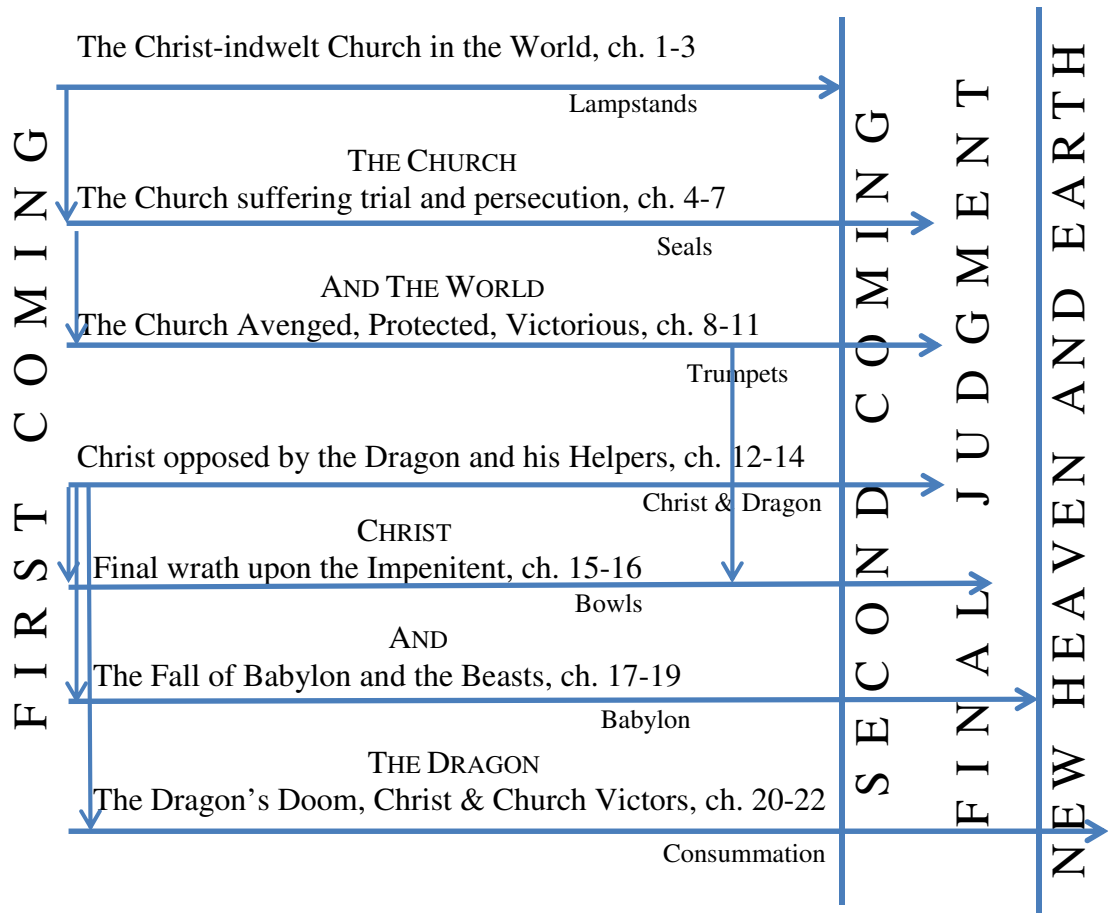 The Christ-indwelt Church in the World, ch. 1-3
Lampstands
THE CHURCH
The Church suffering trial and persecution, ch. 4-7
Seals
AND THE WORLD
The Church Avenged, Protected, Victorious, ch. 8-11
Trumpets
Christ opposed by the Dragon and his Helpers, ch. 12-14
Christ & Dragon
CHRIST
Final wrath upon the Impenitent, ch. 15-16
Bowls
AND
The Fall of Babylon and the Beasts, ch. 17-19
Babylon
THE DRAGON
The Dragon’s Doom, Christ & Church Victors, ch. 20-22
Consummation
FIRST COMING
SECOND COMING
FINAL JUDGMENT
NEW HEAVEN AND EARTH